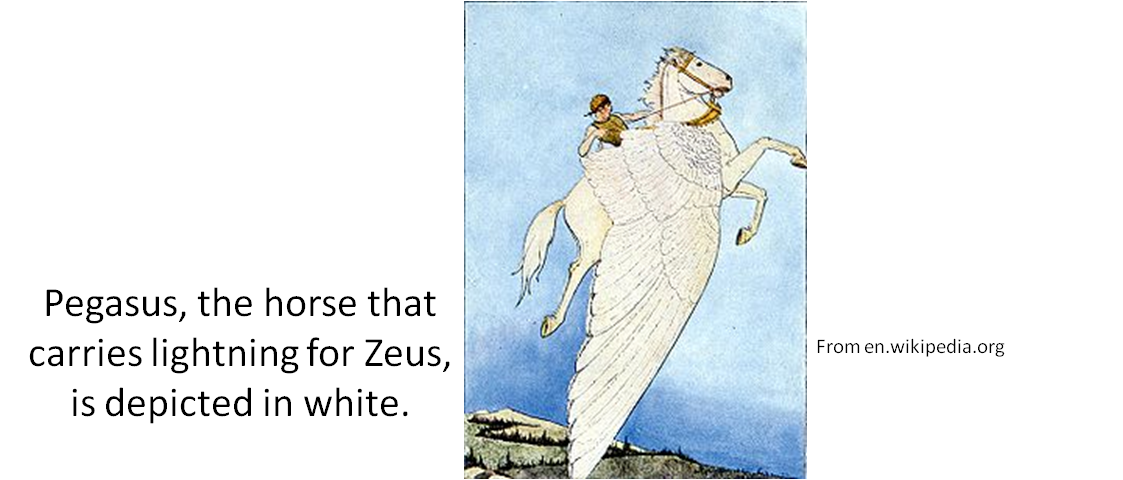 Pegasus, the horse that
carries lightning for Zeus,
is depicted in white.
From en.wikipedia.org